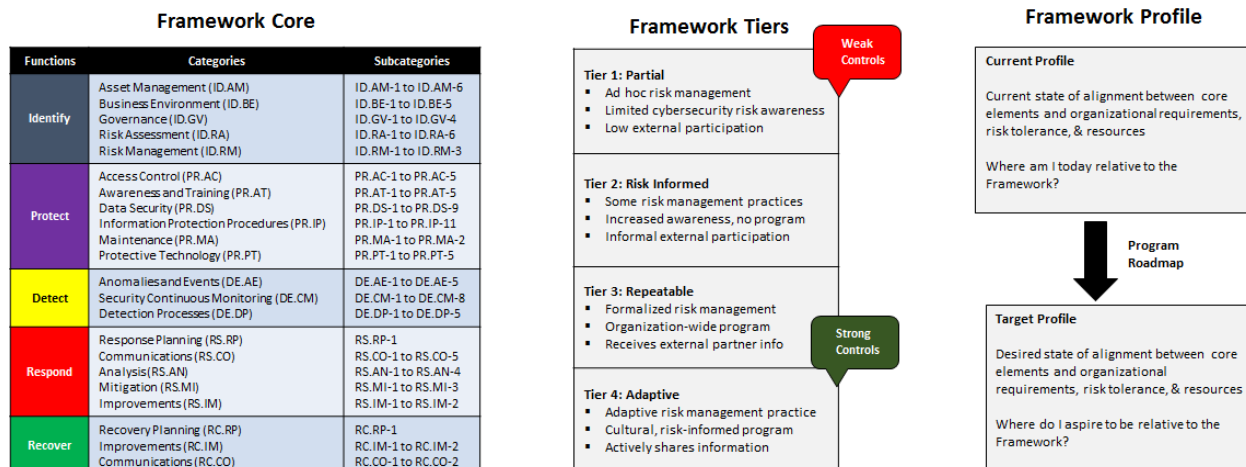 Framework Core
Functions Categories Subcategories
Identify
Asset Management (ID.AM) ID.AM-1 to ID.AM-6
Business Environment (ID.BE) ID.BE-1 to ID.BE-5
Governance (ID.GV) ID.GV-1 to ID.GV-4
Risk Assessment (ID.RA) ID.RA-1 to ID.RA-6
Risk Management (ID.RM) ID.RM-1 to ID.RM-3
Protect
Access Control (PR.AC) PR.AC-1 to PR.AC-5
Awareness and Training (PR.AT) PR.AT-1 to PR.AT-5
Data Security (PR.DS) PR.DS-1 to PR.DS-9
Information Protection Procedures (PR.IP) PR.IP-1 to PR.IP-11
Maintenance (PR.MA) PR.MA-1 to PR.MA-2
Protective Technology (PR.PT) PR.PT-1 to PR.PT-5
Detect
Anomalies and Events (DE.AE) DE.AE-1 to DE.AE-5
Security Continuous Monitoring (DE.CM) DE.CM-1 to DE.CM-8
Detection Processes (DE.DP) DE.DP-1 to DE.DP-5
Respond
Response Planning (RS.RP) RS.RP-1
Communications (RS.CO) RS.CO-1 to RS.CO-5
Analysis (RS.AN) RS.AN-1 to RS.AN-4
Mitigation (RS.MI) RS.MI-1 to RS.MI-3
Improvements (RS.IM) RS.IM-1 to RS.IM-2
Recover
Recovery Planning (RC.RP) RC.RP-1
Improvements (RC.IM) RC.IM-1 to RC.IM-2
Communications (RC.CO) RC.CO-1 to RC.CO-2
Framework Tiers
Weak
Controls
Tier 1: Partial
▪ Ad hoc risk management
▪ Limited cybersecurity risk awareness
▪ Low external participation
Tier 2: Risk Informed
▪ Some risk management practices
▪ Increased awareness, no program
▪ Informal external participation
Tier 3: Repeatable
▪ Formalized risk management
▪ Organization-wide program
▪ Receives external partner info
Strong
Controls
Tier 4: Adaptive
▪ Adaptive risk management practice
▪ Cultural, risk-informed program
▪ Actively shares information
Framework Profile
Current Profile
Current state of alignment between core
elements and organizational requirements,
risk tolerance, & resources
Where am I today relative to the
Framework?
Program
Roadmap
Target Profile
Desired state of alignment between core
elements and organizational
requirements, risk tolerance, & resources
Where do I aspire to be relative to the
Framework?